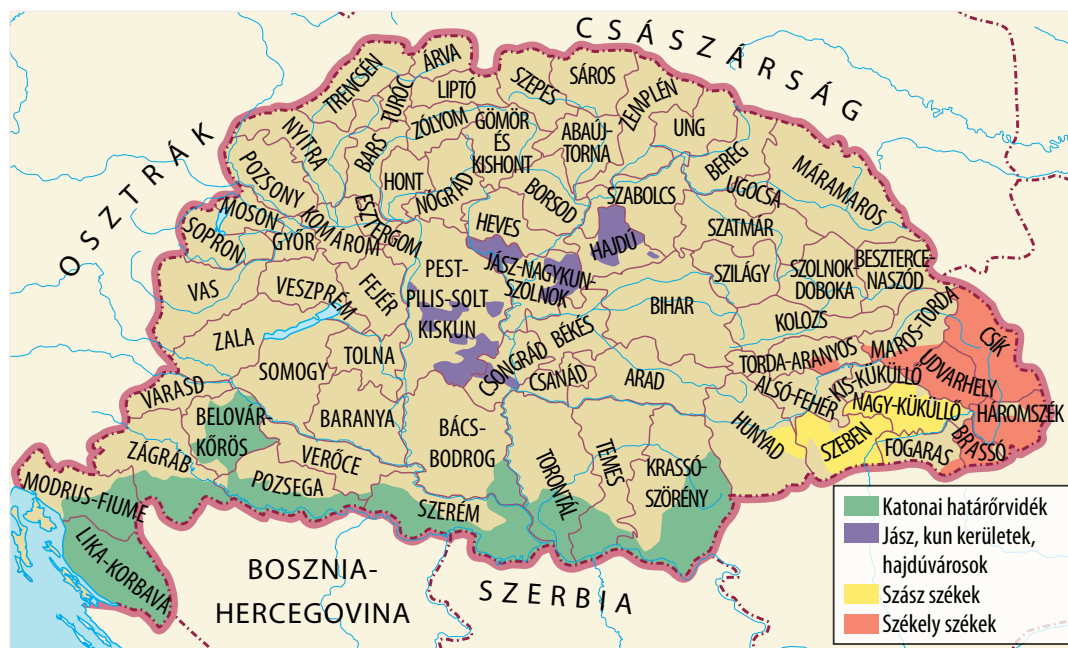 CSÁSZÁRSÁG
OSZTRÁK
ÁRVA
TRENCSÉN
TURÓC
LIPTÓ
SZEPES
SÁROS
ZEMPLÉN
UNG
NYITRA
BARS
ZÓLYOM
GÖMÖR
ÉS
KISHONT
ABAÚJ-
TORNA
BEREG
MÁRAMAROS
POZSONY
HONT
NÓGRÁD
BORSOD
SZABOLCS
UGOCSA
MOSON
SOPRON
GYŐR
KOMÁROM
ESZTERGOM
HEVES
HAJDÚ
SZATMÁR
VAS
VESZPRÉM
FEJÉR
PEST-
PILIS-SOLT
KISKUN
JÁSZ-NAGYKUN-
SZOLNOK
BIHAR
SZILÁGY
SZOLNOK-
DOBOKA
BESZTERCE-
NASZÓD
ZALA
SOMOGY
TOLNA
CSONGRÁD
BÉKÉS
CSANÁD
ARAD
KOLOZS
TORDA-ARANYOS
MAROS-TORDA
CSÍK
UDVARHELY
VARASD
BELOVÁR-
KŐRÖS
BARANYA
BÁCS-
BODROG
ALSÓ-FEHÉR
KIS-KÜKÜLLŐ
NAGY-KÜKÜLLŐ
HÁROMSZÉK
HUNYAD
SZEBEN
FOGARAS
BRASSÓ
ZÁGRÁB
VERŐCE
POZSEGA
SZERÉM
TORONTÁL
TEMES
KRASSÓ-
SZÖRÉNY
MODRUS-FIUME
LIKA-KORBAVA
BOSZNIA-
HERCEGOVINA
SZERBIA
Katonai határőrvidék
Jász, kun kerületek,
hajdúvárosok
Szász székek
Székely székek